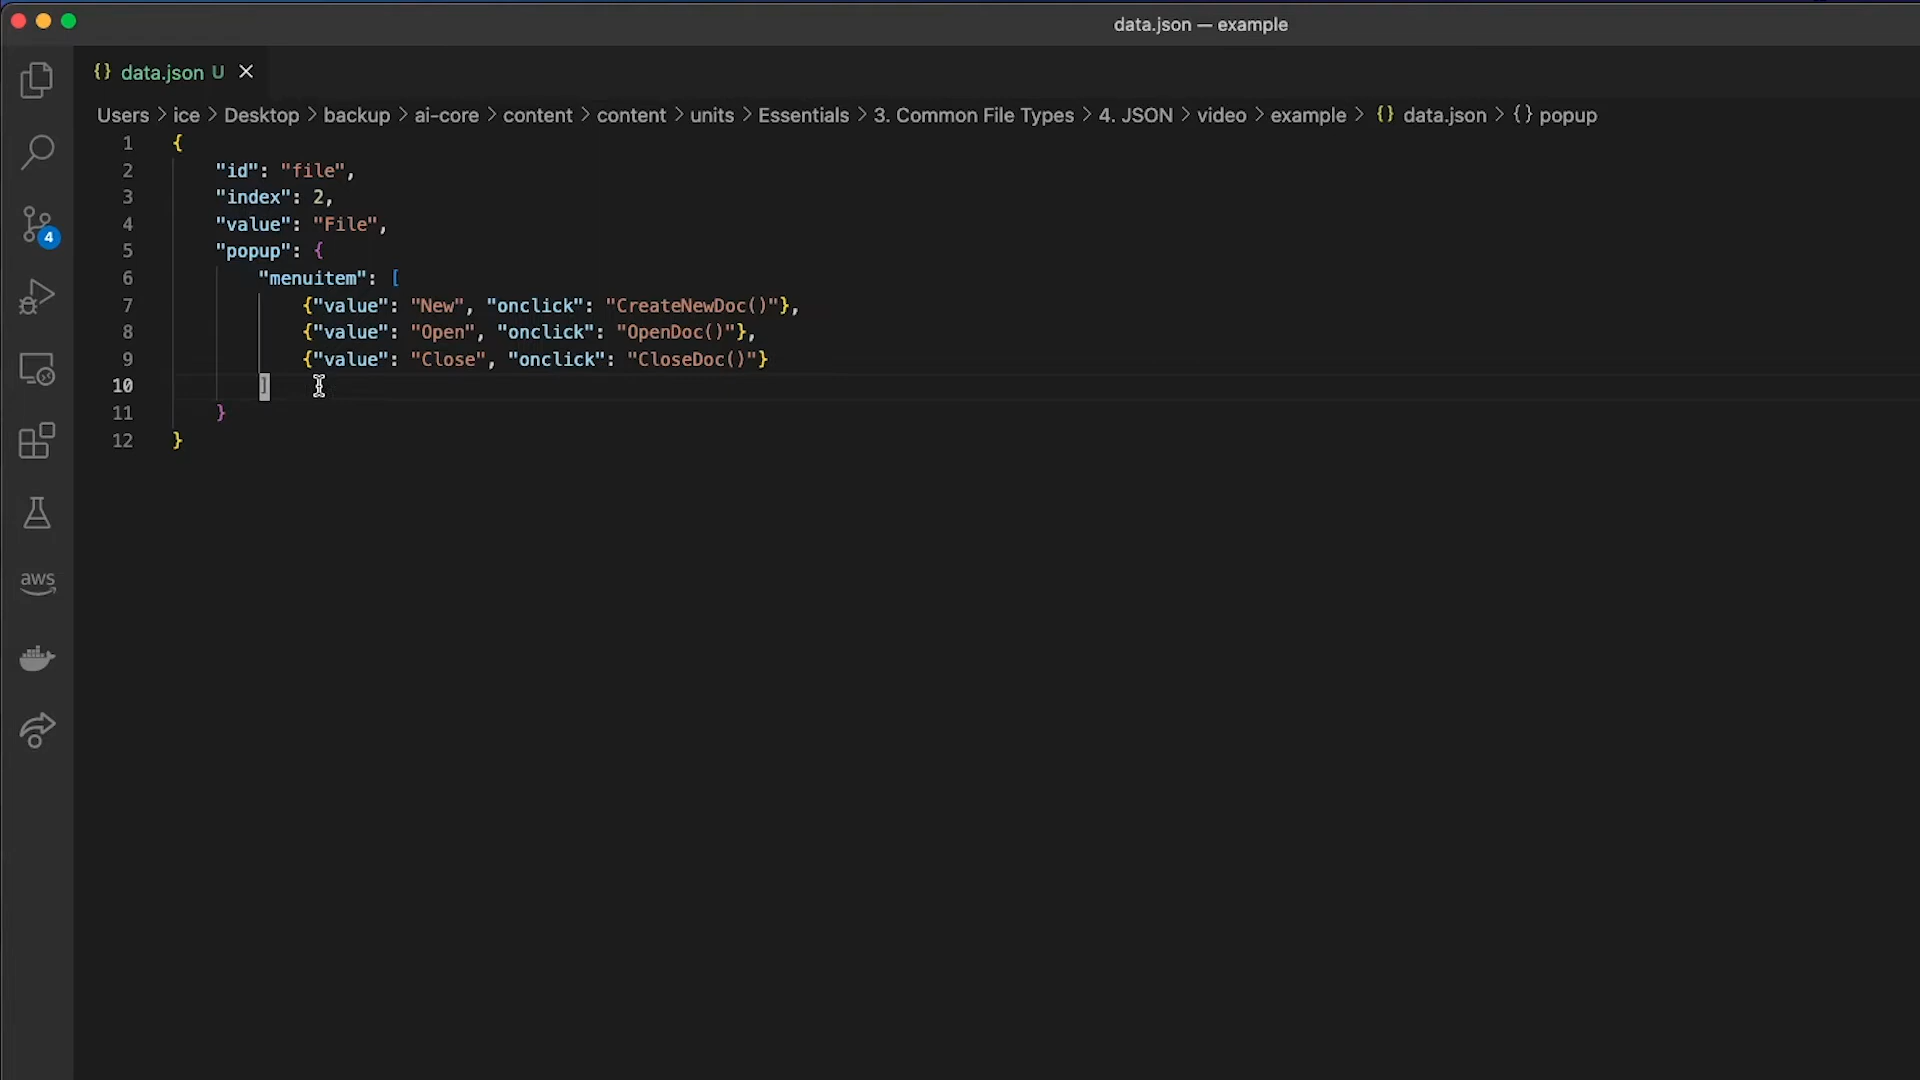 data.json — example
{} data.json U
Users > ice > Desktop > backup > ai-core > content > content > units > Essentials > 3. Common File Types > 4. JSON > video > example > {} data.json > {} popup
1 {
2 "id": "file",
3 "index": 2,
4 "value": "File",
5 "popup": {
6 "menuitem": [
7 {"value": "New", "onclick": "CreateNewDoc()"},
8 {"value": "Open", "onclick": "OpenDoc()"},
9 {"value": "Close", "onclick": "CloseDoc()"}
10 ]
11 }
12 }
4
aws